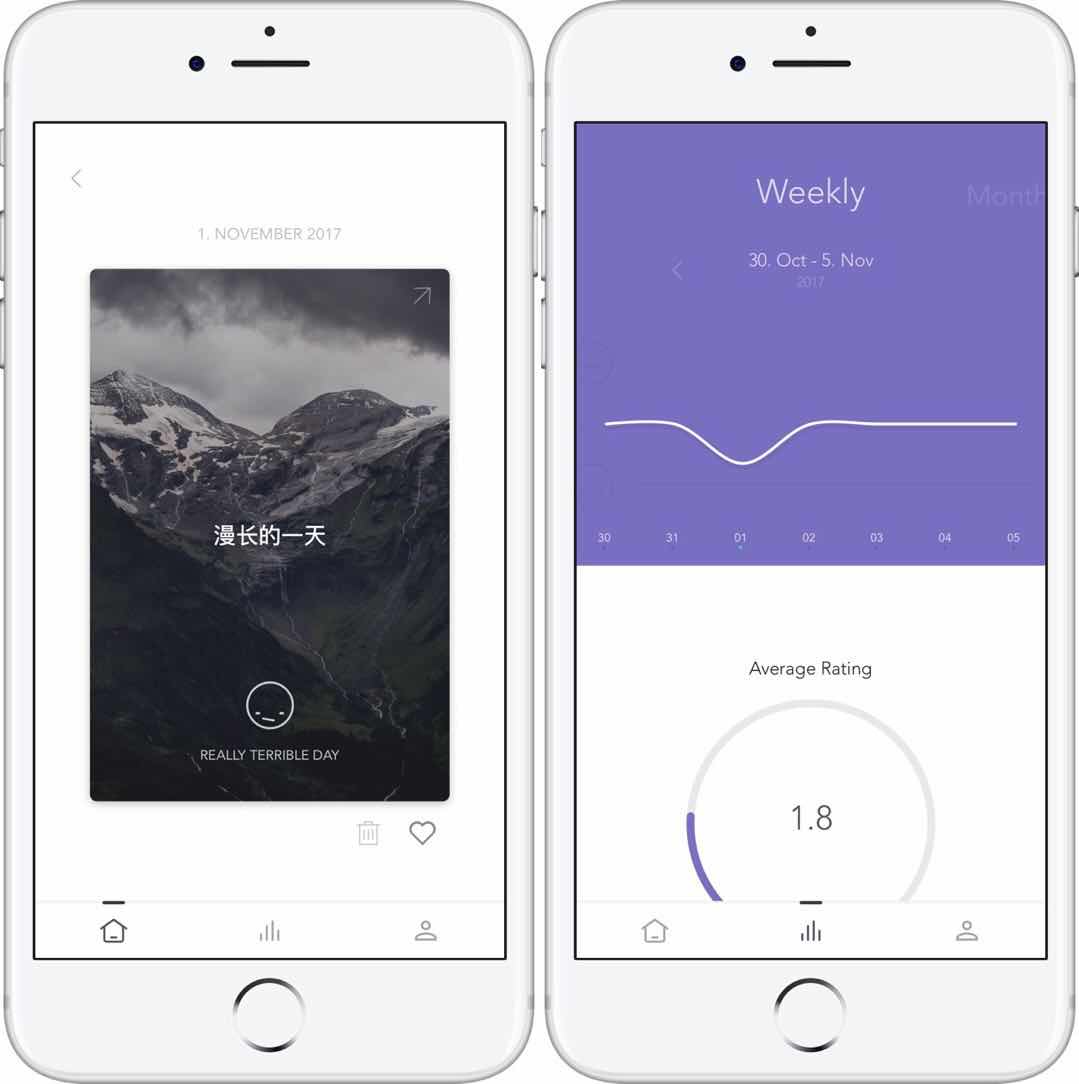 1. NOVEMBER 2017
漫长的一天
REALLY TERRIBLE DAY
Weekly
Month
30. Oct - 5. Nov
2017
30 31 01 02 03 04 05
Average Rating
1.8